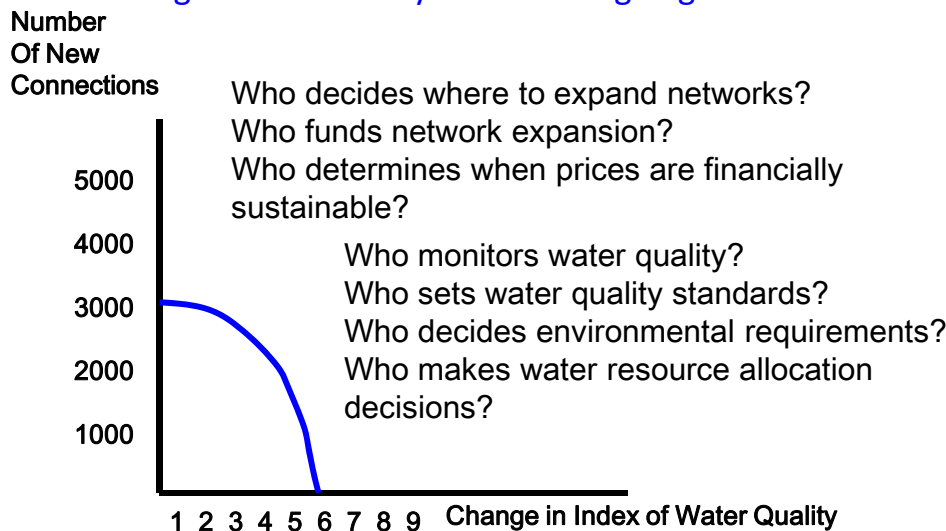 Number
Of New
Connections
Who decides where to expand networks?
Who funds network expansion?
Who determines when prices are financially
sustainable?
5000
4000
3000
2000
1000
Who monitors water quality?
Who sets water quality standards?
Who decides environmental requirements?
Who makes water resource allocation
decisions?
1 2 3 4 5 6 7 8 9 Change in Index of Water Quality